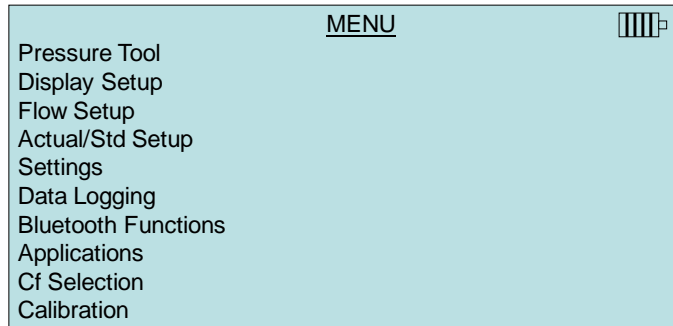 MENU
Pressure Tool
Display Setup
Flow Setup
Actual/Std Setup
Settings
Data Logging
Bluetooth Functions
Applications
Cf Selection
Calibration